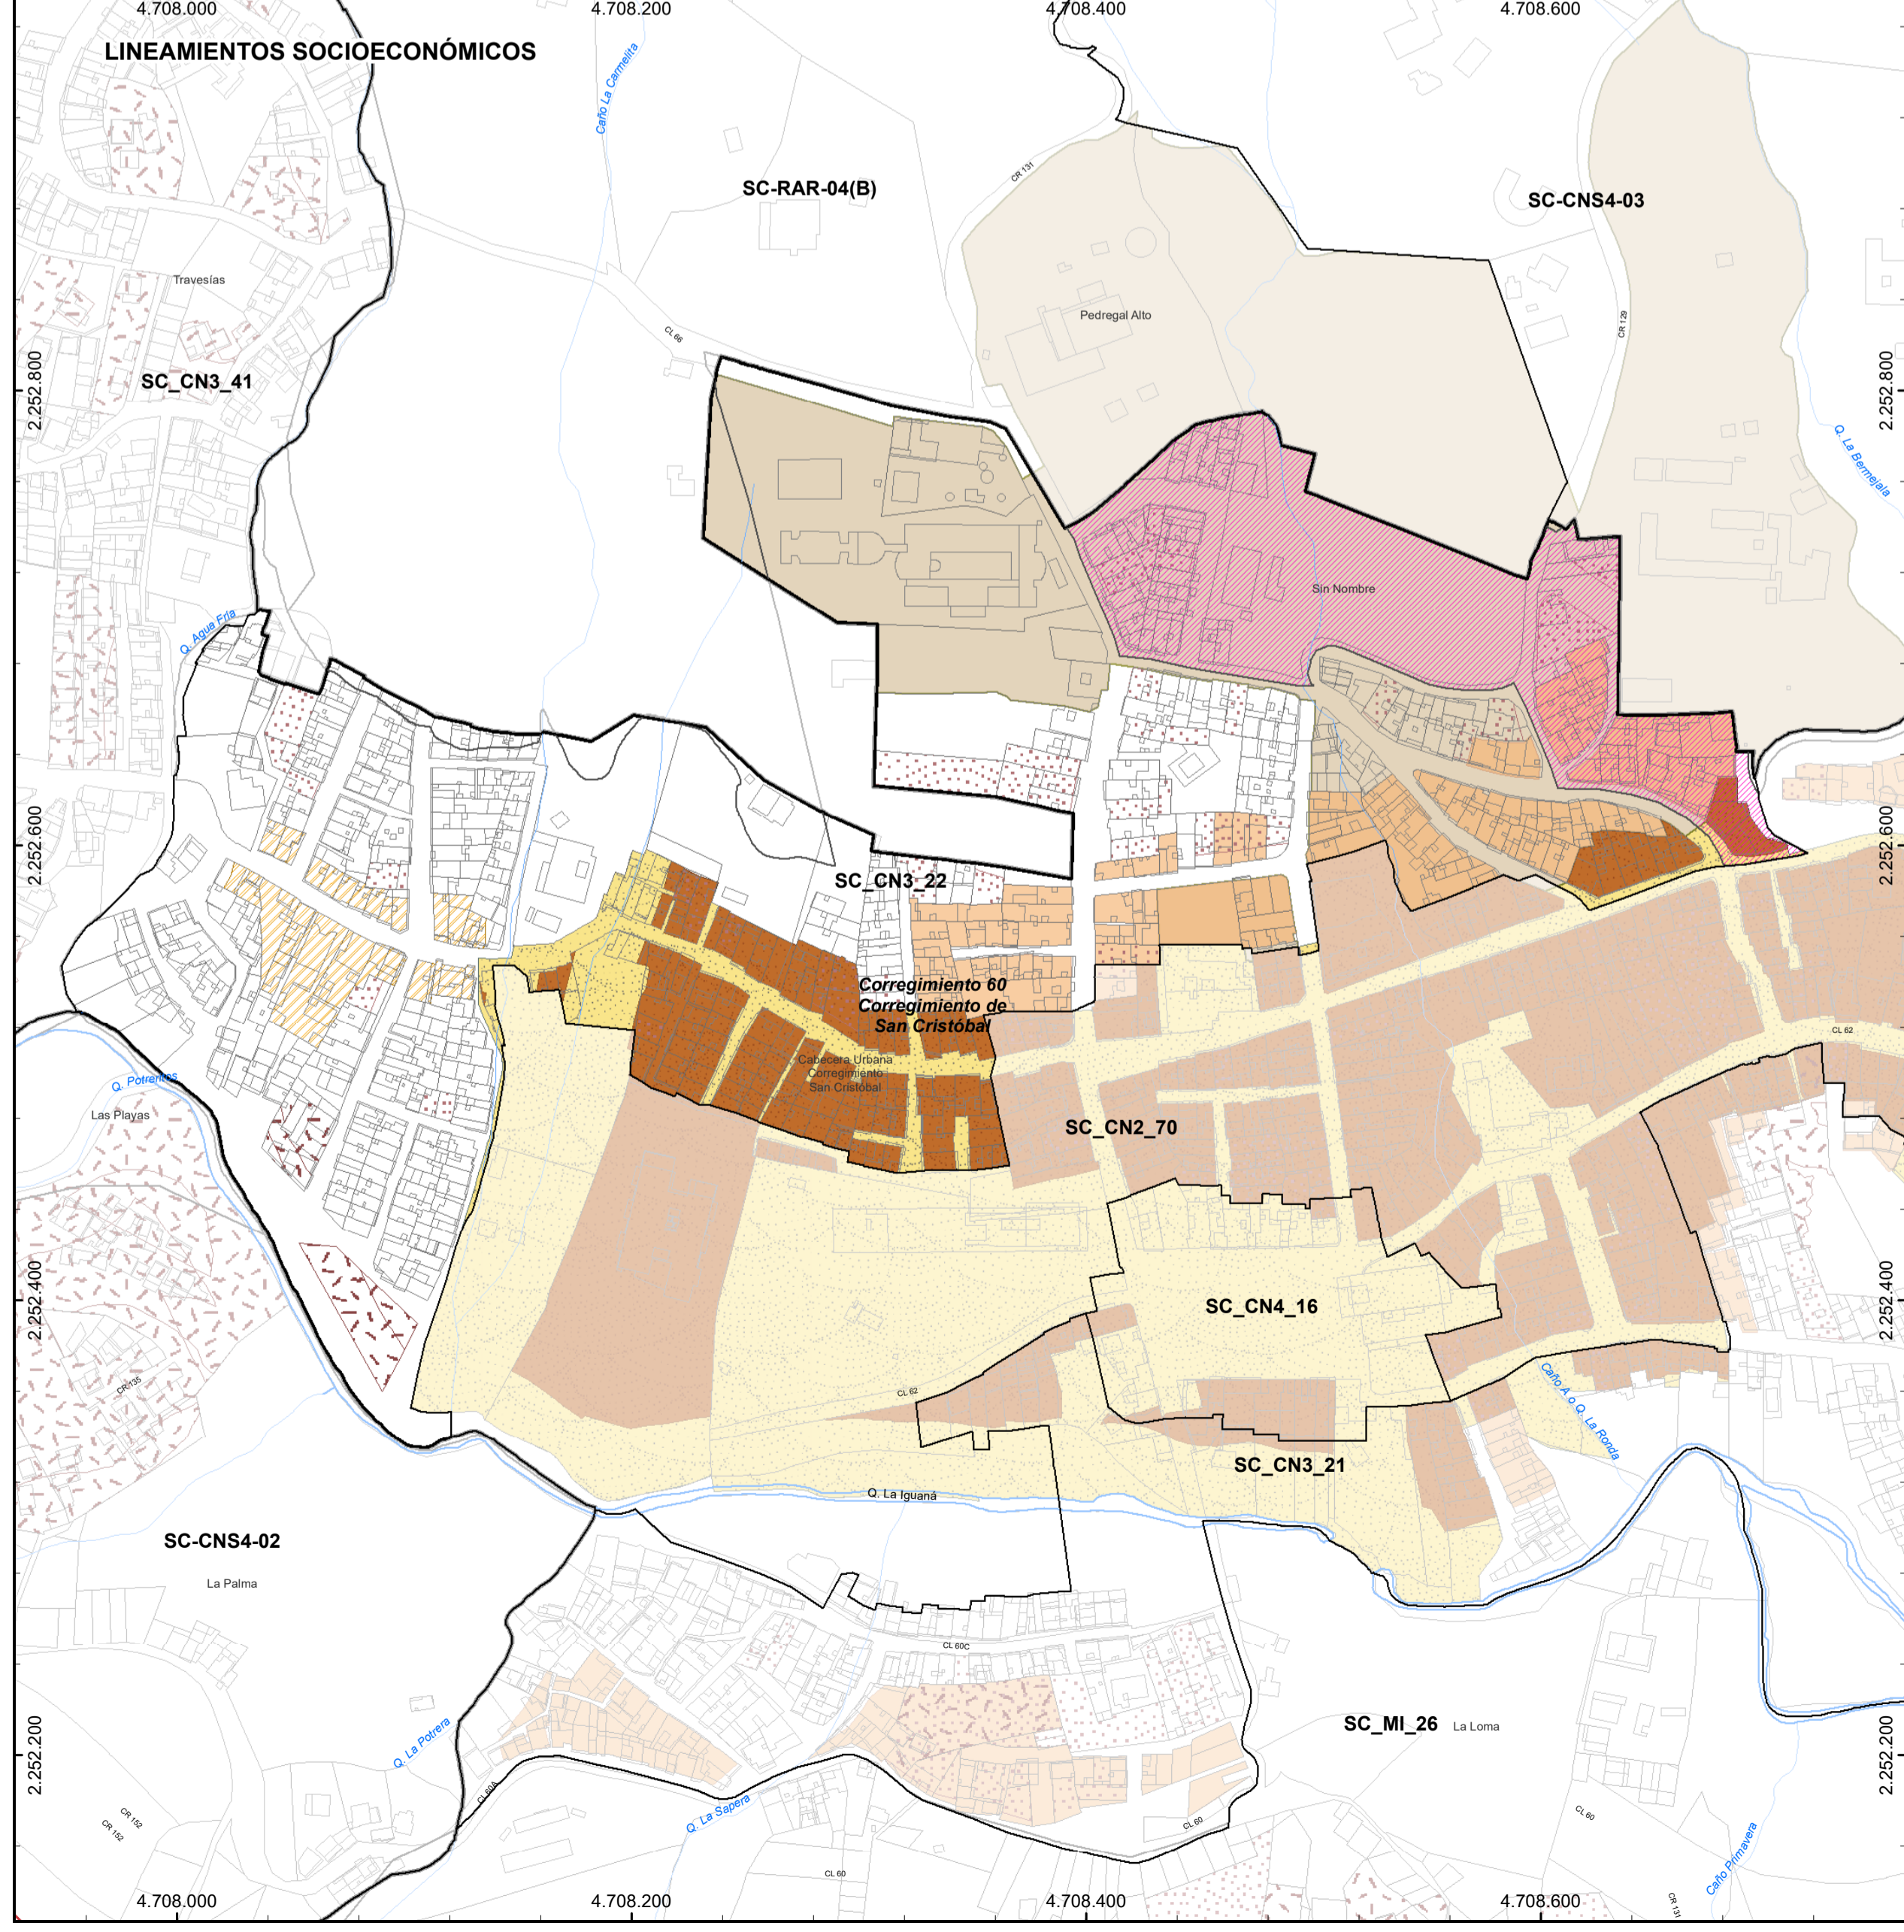 4.708.000
4.708.200
4.708.400
4.708.600
LINEAMIENTOS SOCIOECONÓMICOS
Caño La Carmelita
CR 131
SC-RAR-04(B)
SC-CNS4-03
Travesías
Pedregal Alto
CR 129
CL 66
SC_CN3_41
2.252.800
2.252.800
Q. La Bermejala
Sin Nombre
Q. Agua Fría
2.252.600
2.252.600
SC_CN3_22
Corregimiento 60
Corregimiento de
San Cristóbal
CL 62
Cabecera Urbana
Corregimiento
San Cristóbal
Q. Potreritos
Las Playas
SC_CN2_70
2.252.400
2.252.400
SC_CN4_16
CR 135
CL 62
Caño A o Q. La Ronda
SC_CN3_21
Q. La Iguaná
SC-CNS4-02
La Palma
CL 60C
SC_MI_26
La Loma
Q. La Potrera
2.252.200
2.252.200
CL 60A
Q. La Sapera
CR 152
CR 152
CL 60
CL 60
CL 60
Caño Primavera
CR 131
4.708.000
4.708.200
4.708.400
4.708.600